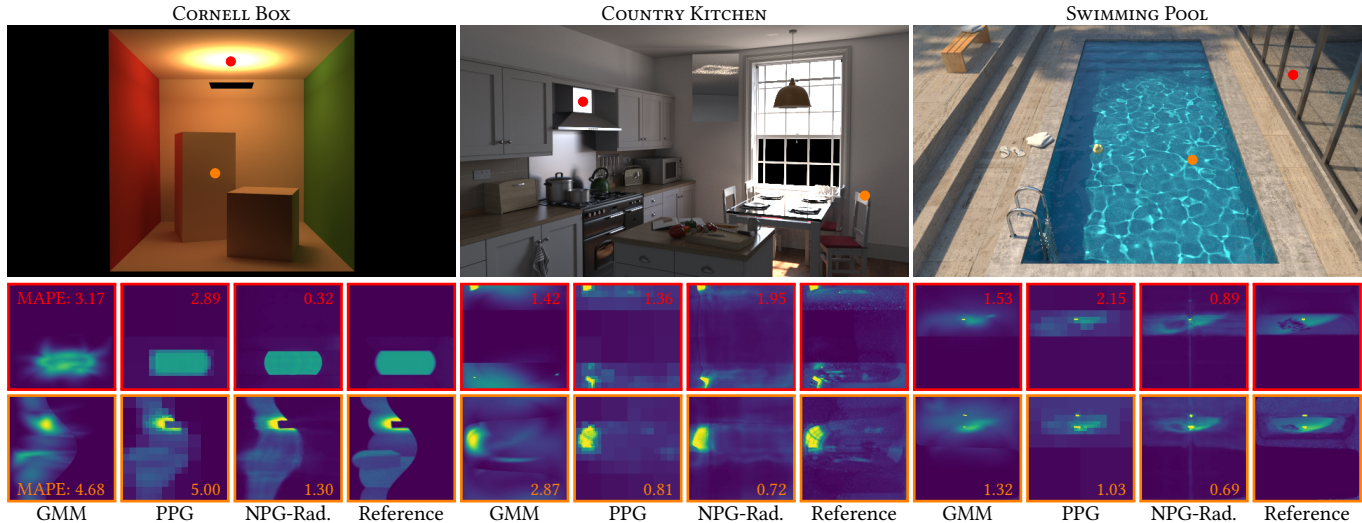 CORNELL BOX COUNTRY KITCHEN SWIMMING POOL
MAPE: 3.17 2.89 0.32 1.42 1.36 1.95 1.53 2.15 0.89
MAPE: 4.68 5.00 1.30 2.87 0.81 0.72 1.32 1.03 0.69
GMM PPG NPG-Rad. Reference GMM PPG NPG-Rad. Reference GMM PPG NPG-Rad. Reference